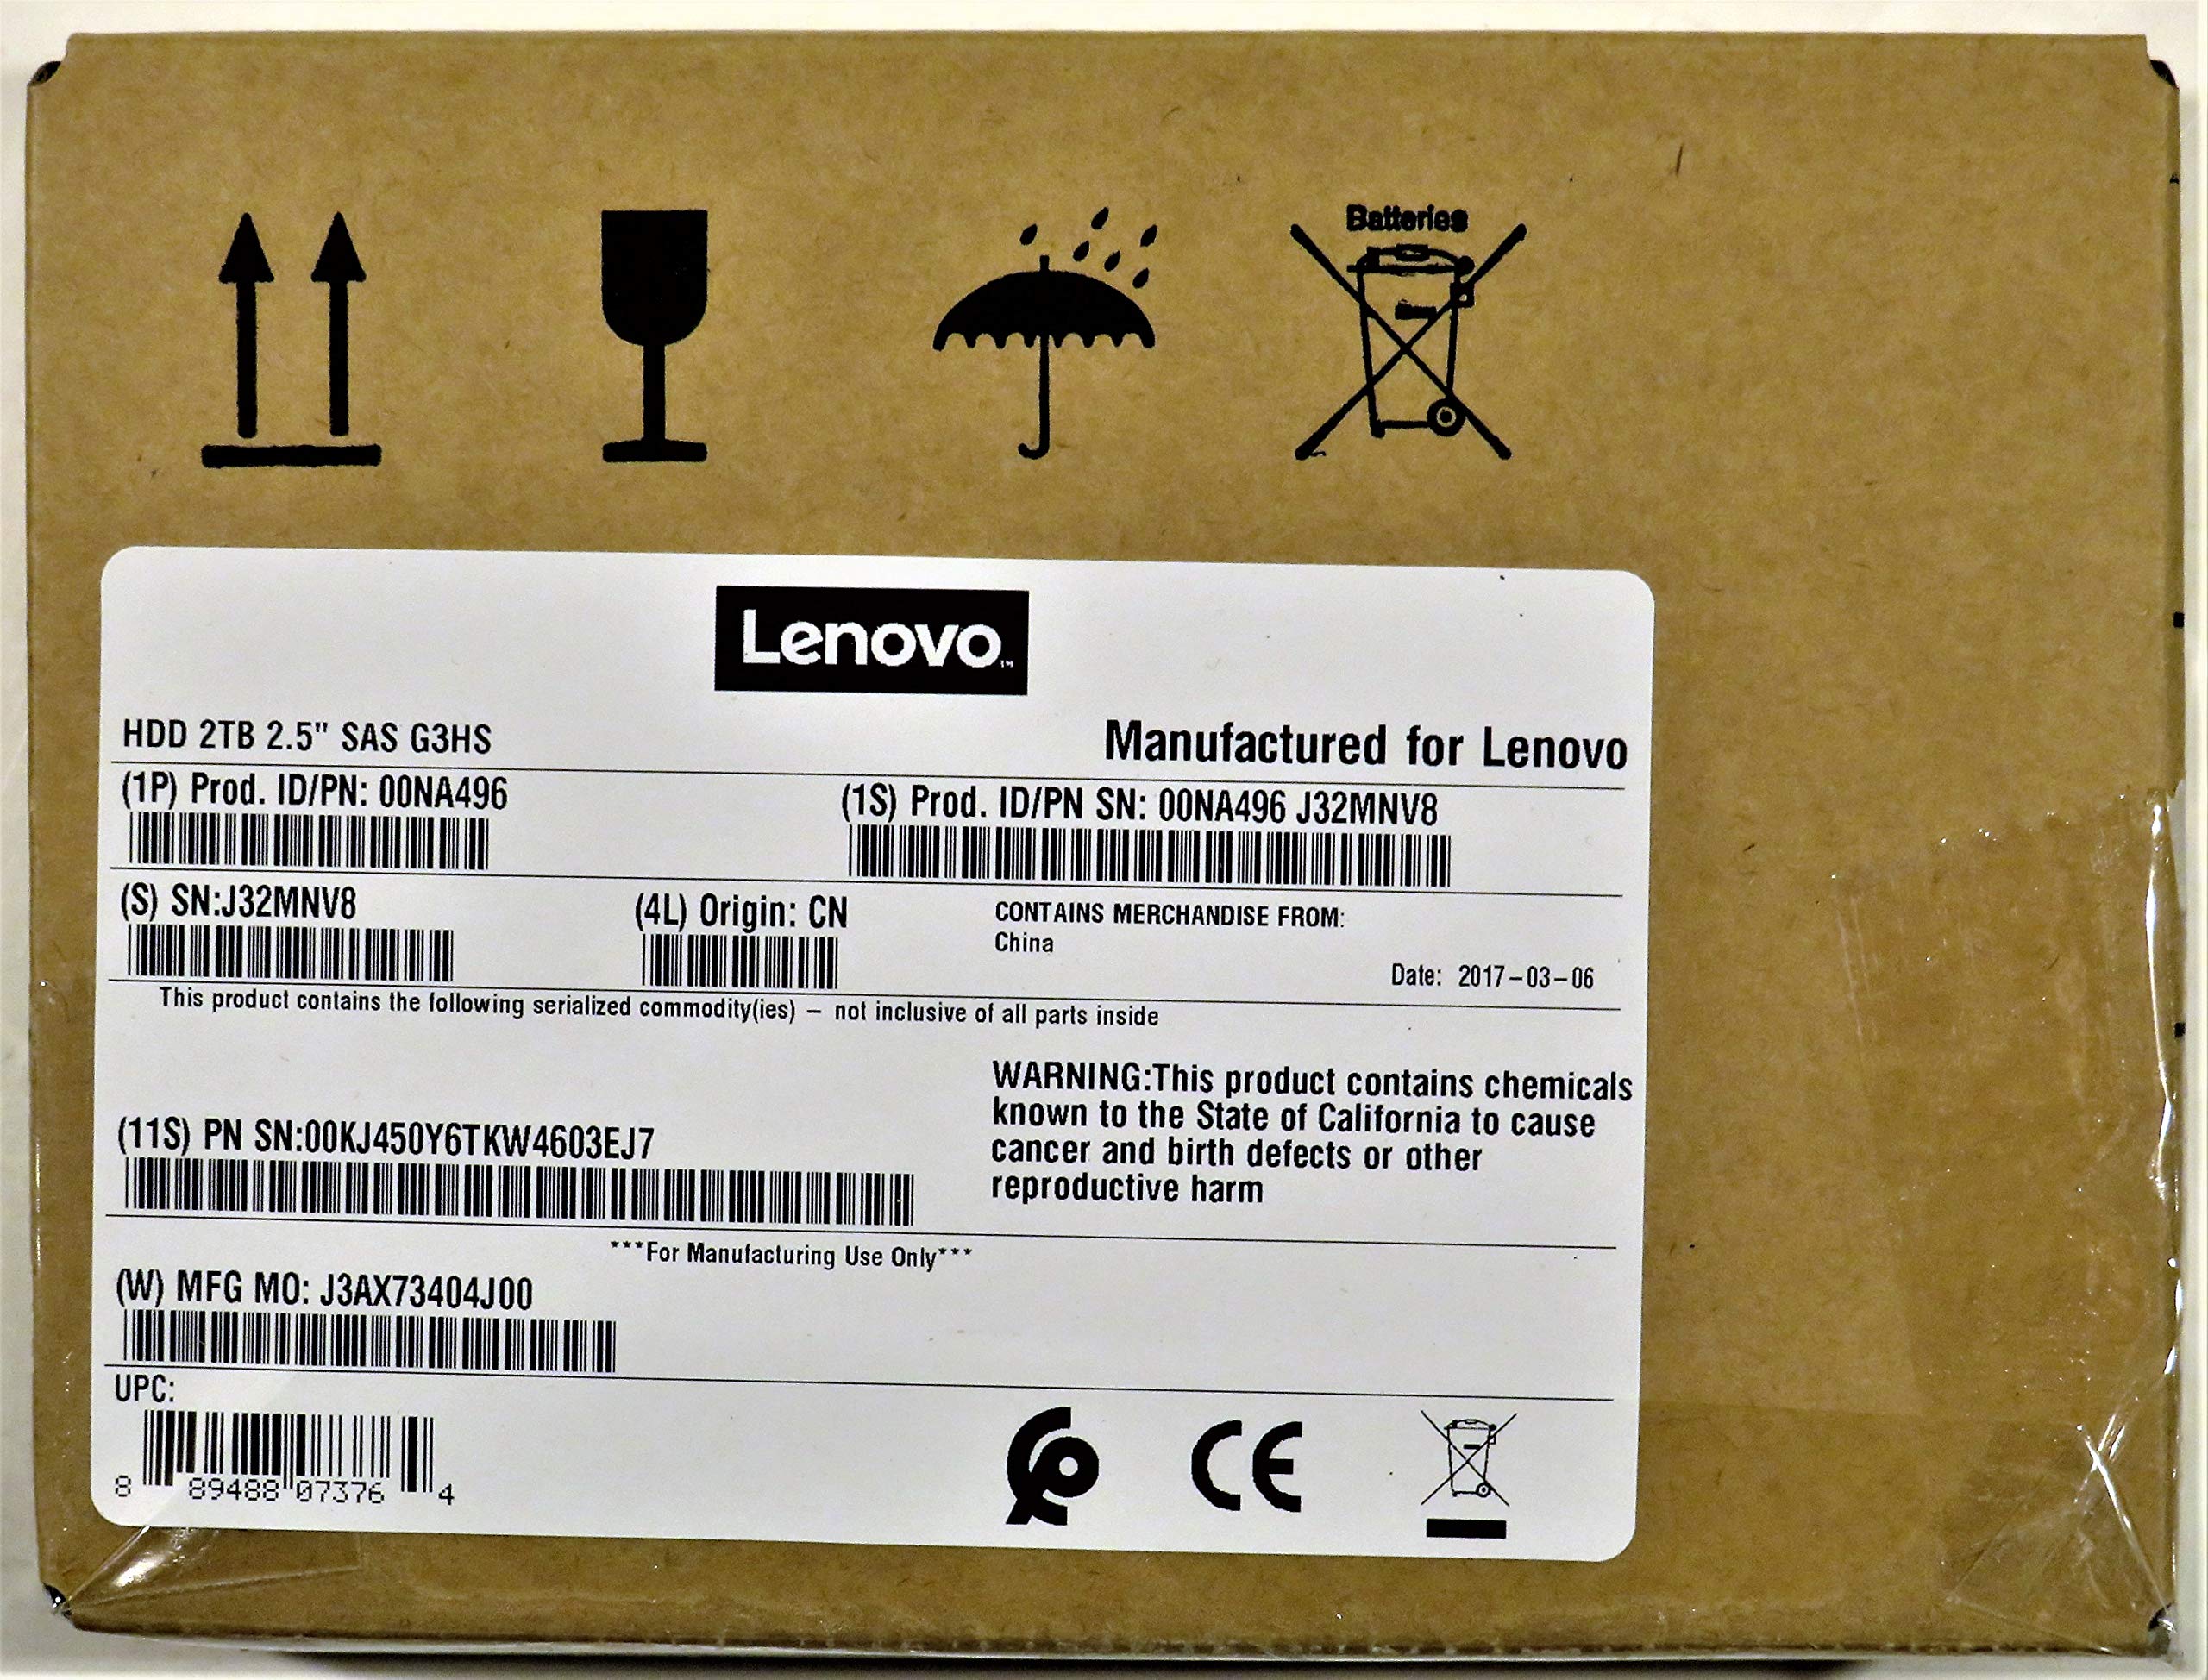 Batteries
Lenovo™
HDD 2TB 2.5" SAS G3HS
Manufactured for Lenovo
(1P) Prod. ID/PN: 00NA496
(1S) Prod. ID/PN SN: 00NA496 J32MNV8
(S) SN:J32MNV8
(4L) Origin: CN
CONTAINS MERCHANDISE FROM:
China
Date: 2017-03-06
This product contains the following serialized commodity(ies) – not inclusive of all parts inside
WARNING:This product contains chemicals
known to the State of California to cause
cancer and birth defects or other
reproductive harm
(11S) PN SN:00KJ450Y6TKW4603EJ7
***For Manufacturing Use Only***
(W) MFG MO: J3AX73404J00
UPC:
8 89488 07376 4
CE